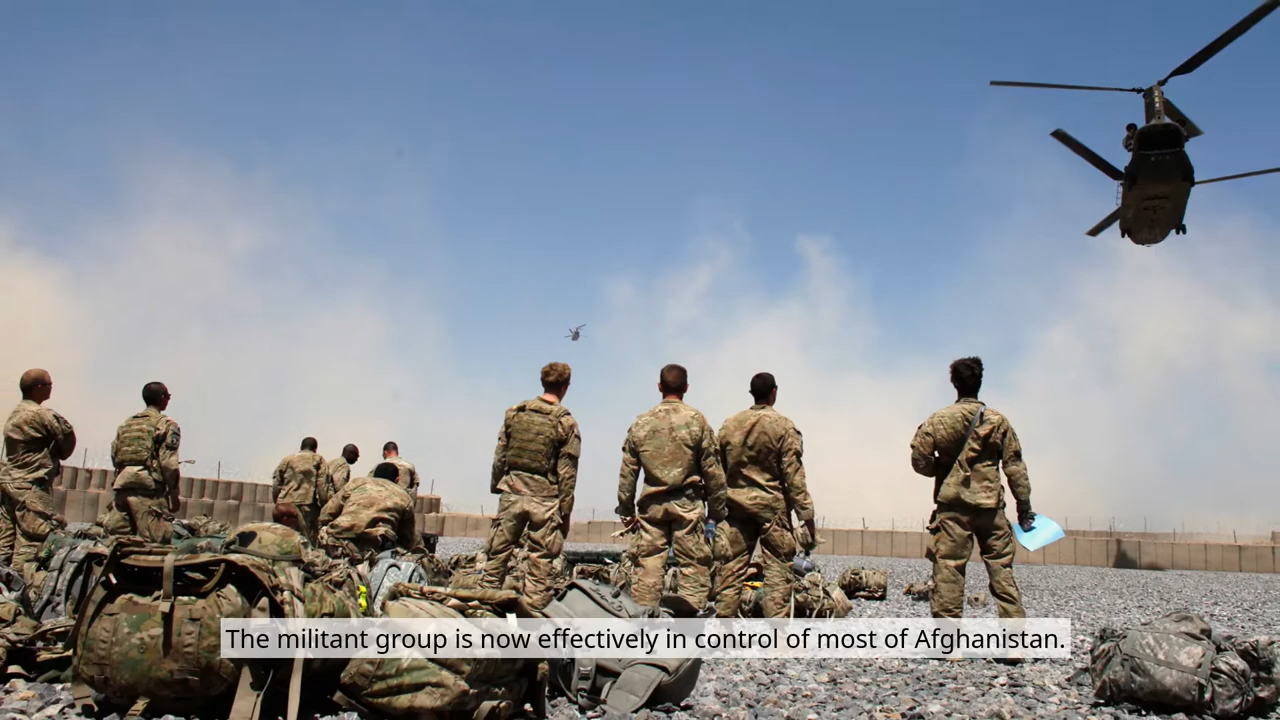 The militant group is now effectively in control of most of Afghanistan.